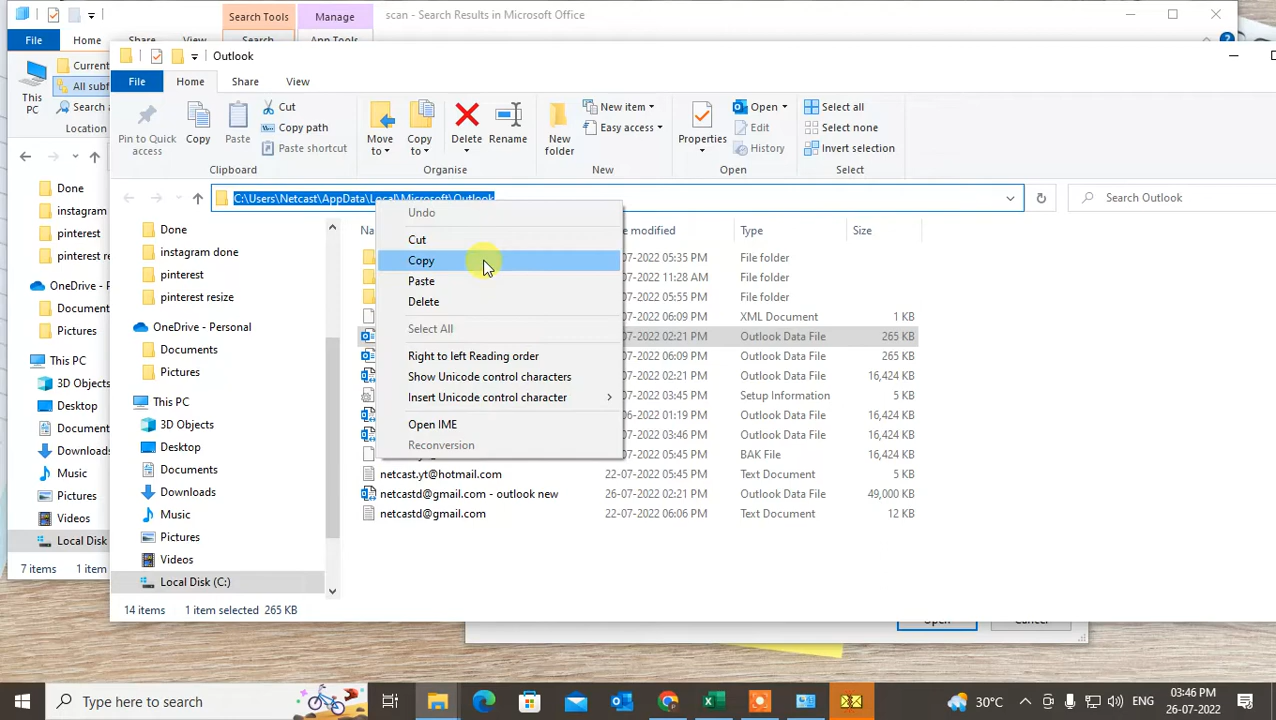 Search Tools
Manage
scan - Search Results in Microsoft Office
File
Home
Share
View
Search
App Tools
Outlook
Current
This PC
All subf
Search a
Location
File
Home
Share
View
Pin to Quick access
Copy
Paste
Cut
Copy path
Paste shortcut
Clipboard
Move to
Copy to
Delete
Rename
Organise
New folder
New item
Easy access
New
Properties
Open
Edit
History
Open
Select all
Select none
Invert selection
Select
C:\Users\Netcast\AppData\Local\Microsoft\Outlook
Search Outlook
Done
instagram
pinterest
pinterest re
OneDrive - P
Document
Pictures
This PC
3D Objects
Desktop
Document
Downloads
Music
Pictures
Videos
Local Disk
7 items
1 item
Done
instagram done
pinterest
pinterest resize
OneDrive - Personal
Documents
Pictures
This PC
3D Objects
Desktop
Documents
Downloads
Music
Pictures
Videos
Local Disk (C:)
14 items
1 item selected 265 KB
Na
e modified
Type
Size
Undo
Cut
Copy
Paste
Delete
Select All
Right to left Reading order
Show Unicode control characters
Insert Unicode control character
Open IME
Reconversion
-07-2022 05:35 PM File folder
-07-2022 11:28 AM File folder
-07-2022 05:55 PM File folder
-07-2022 06:09 PM XML Document 1 KB
-07-2022 02:21 PM Outlook Data File 265 KB
-07-2022 06:09 PM Outlook Data File 265 KB
-07-2022 02:21 PM Outlook Data File 16,424 KB
-07-2022 03:45 PM Setup Information 1 KB
-06-2022 01:19 PM Outlook Data File 16,424 KB
-07-2022 03:46 PM Outlook Data File 16,424 KB
-07-2022 05:45 PM BAK File 16,424 KB
netcast.yt@hotmail.com 22-07-2022 05:45 PM Text Document 1 KB
netcastd@gmail.com - outlook new 26-07-2022 02:21 PM Outlook Data File 49,000 KB
netcastd@gmail.com 22-07-2022 06:06 PM Text Document 12 KB
Open
Cancel
Type here to search
30°C
ENG
03:46 PM
26-07-2022